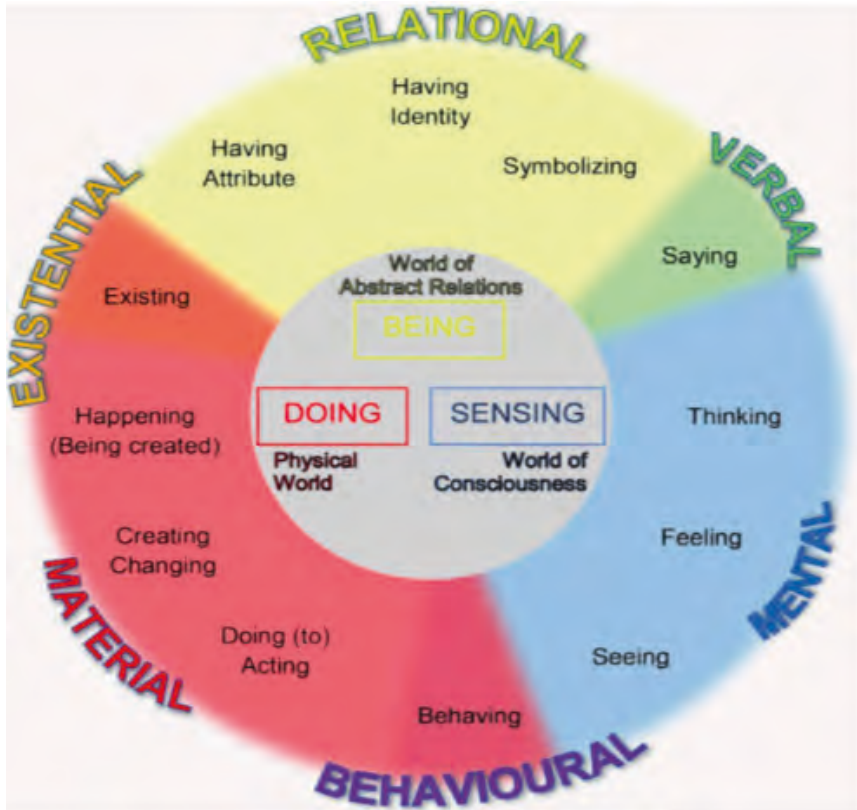 RELATIONAL
Having
Identity
Having
Attribute
Symbolizing
VERBAL
Saying
EXISTENTIAL
Existing
World of
Abstract Relations
BEING
DOING
SENSING
Physical
World
World of
Consciousness
Happening
(Being created)
Thinking
Creating
Changing
Feeling
MENTAL
MATERIAL
Doing (to)
Acting
Seeing
Behaving
BEHAVIOURAL